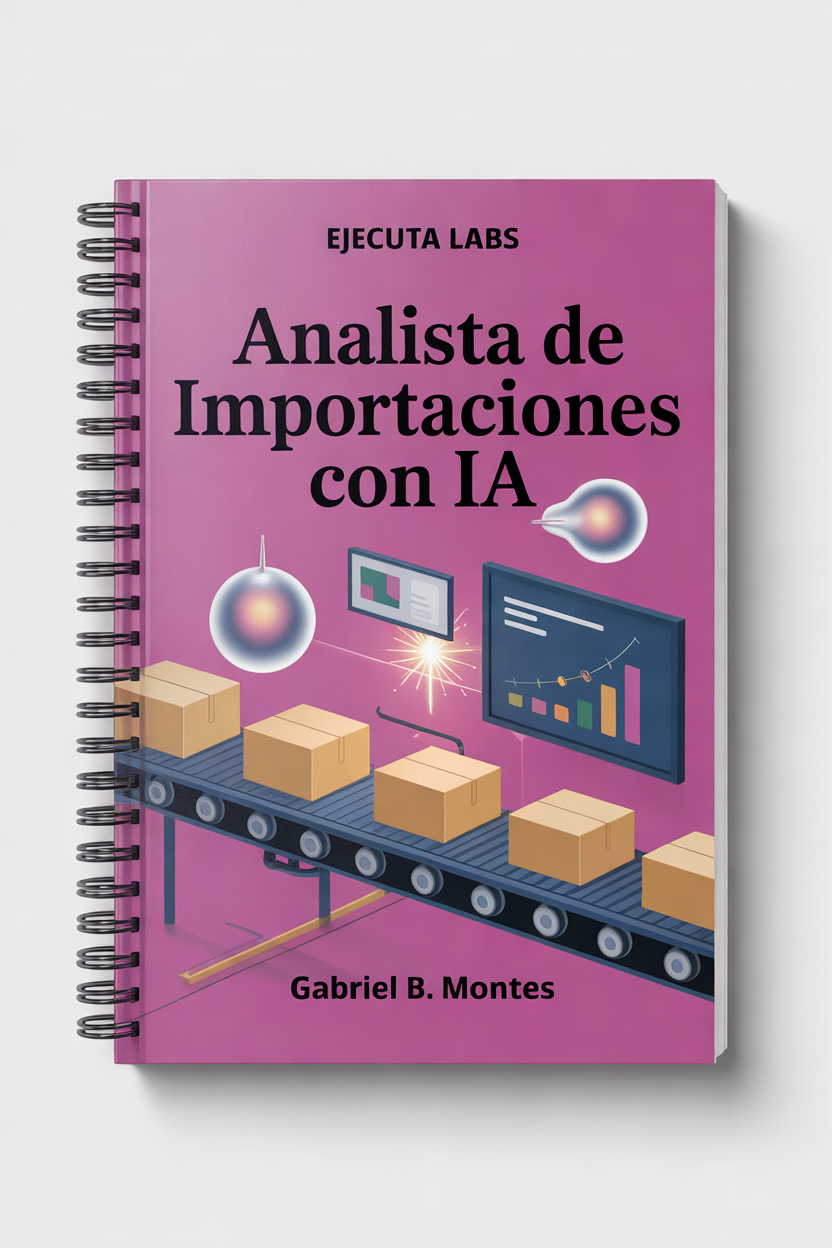 EJECUTA LABS
Analista de
Importaciones
con IA
Gabriel B. Montes